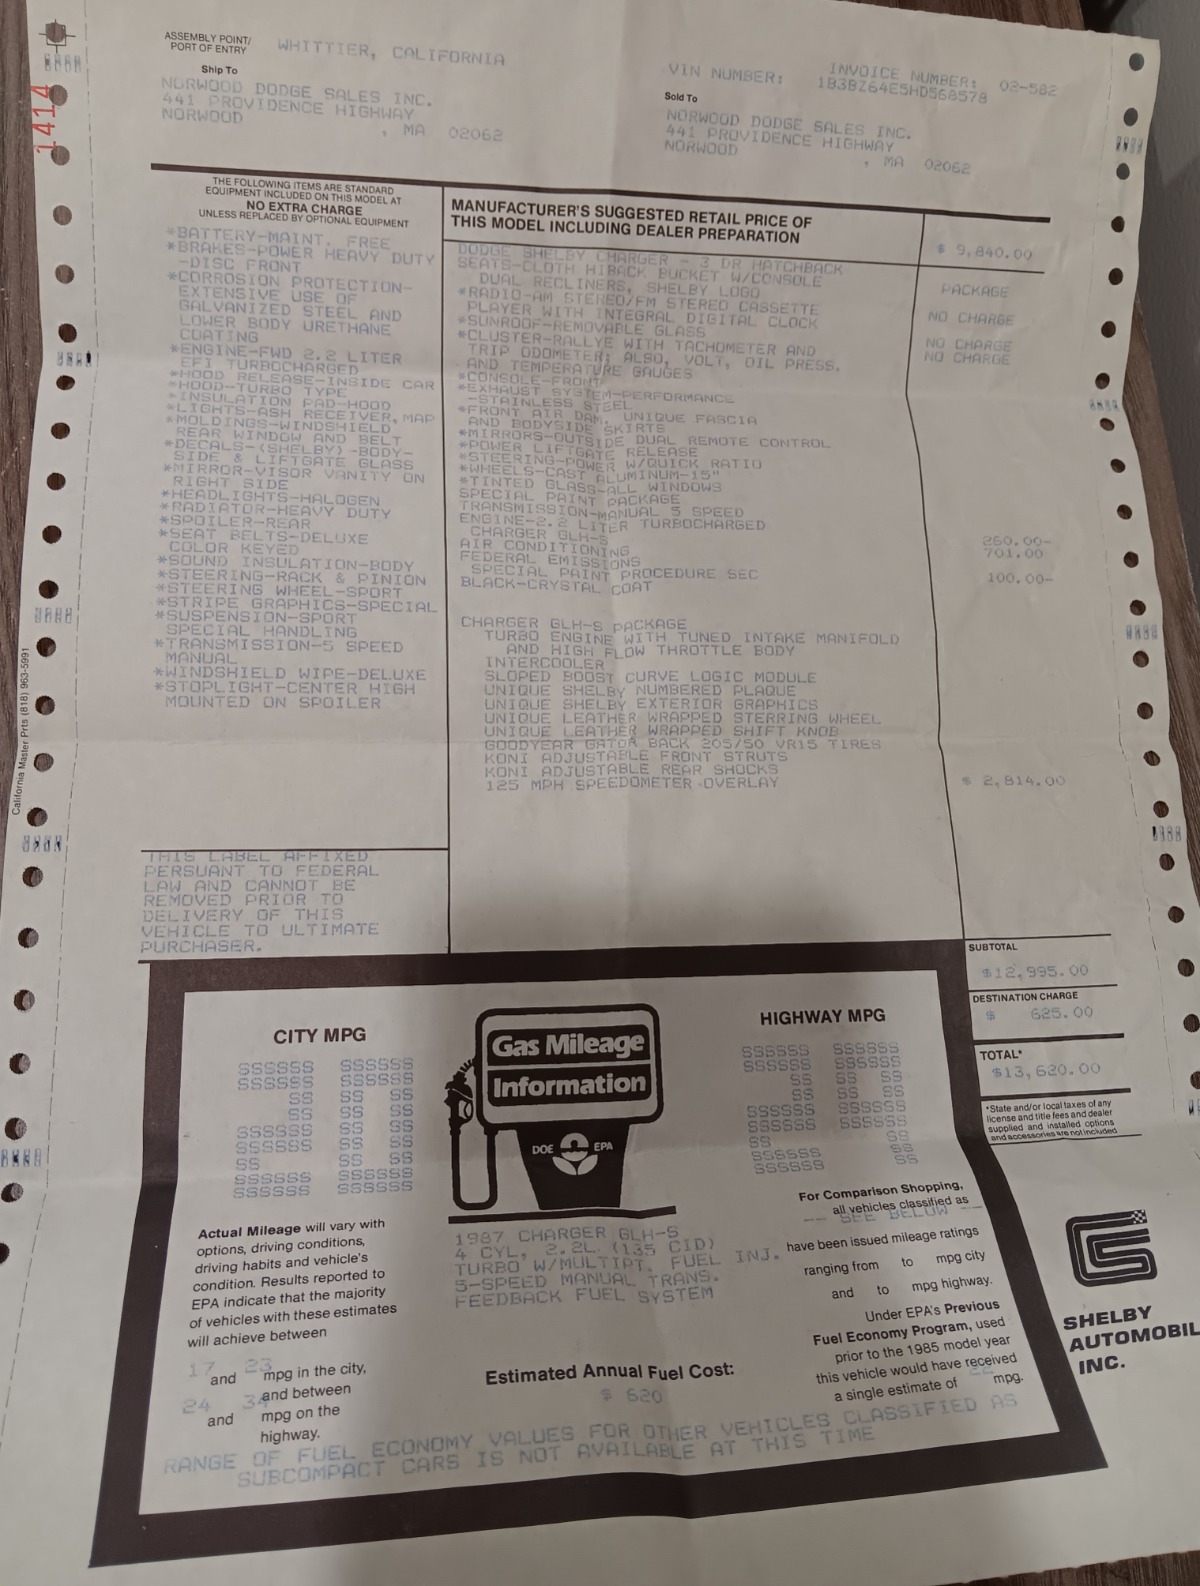 ASSEMBLY POINT/
PORT OF ENTRY
WHITTIER, CALIFORNIA
Ship To
NORWOOD DODGE SALES INC.
441 PROVIDENCE HIGHWAY
NORWOOD , MA 02062
INVOICE NUMBER: 02-582
VIN NUMBER: 1B3BZ64E5HD568578
Sold To
NORWOOD DODGE SALES INC.
441 PROVIDENCE HIGHWAY
NORWOOD , MA 02062
1414
THE FOLLOWING ITEMS ARE STANDARD
EQUIPMENT INCLUDED ON THIS MODEL AT
NO EXTRA CHARGE
UNLESS REPLACED BY OPTIONAL EQUIPMENT
*BATTERY-MAINT. FREE
*BRAKES-POWER HEAVY DUTY
-DISC FRONT
*CORROSION PROTECTION-
EXTENSIVE USE OF
GALVANIZED STEEL AND
LOWER BODY URETHANE
COATING
*ENGINE-FWD 2.2 LITER
EFI TURBOCHARGED
*HOOD RELEASE-INSIDE CAR
*HOOD-TURBO TYPE
*INSULATION PAD-HOOD
*LIGHTS-ASH RECEIVER, MAP
*MOLDINGS-WINDSHIELD
REAR WINDOW AND BELT
*DECALS-(SHELBY)-BODY-
SIDE & LIFTGATE GLASS
*MIRROR-VISOR VANITY ON
RIGHT SIDE
*HEADLIGHTS-HALOGEN
*RADIATOR-HEAVY DUTY
*SPOILER-REAR
*SEAT BELTS-DELUXE
COLOR KEYED
*SOUND INSULATION-BODY
*STEERING-RACK & PINION
*STEERING WHEEL-SPORT
*STRIPE GRAPHICS-SPECIAL
*SUSPENSION-SPORT
SPECIAL HANDLING
*TRANSMISSION-5 SPEED
MANUAL
*WINDSHIELD WIPE-DELUXE
*STOPLIGHT-CENTER HIGH
MOUNTED ON SPOILER
MANUFACTURER'S SUGGESTED RETAIL PRICE OF
THIS MODEL INCLUDING DEALER PREPARATION
$ 9,840.00
DODGE SHELBY CHARGER - 3 DR HATCHBACK
SEATS-CLOTH HIBACK BUCKET W/CONSOLE
DUAL RECLINERS, SHELBY LOGO PACKAGE
*RADIO-AM STEREO/FM STEREO CASSETTE
PLAYER WITH INTEGRAL DIGITAL CLOCK NO CHARGE
*SUNROOF-REMOVABLE GLASS NO CHARGE
*CLUSTER-RALLYE WITH TACHOMETER AND NO CHARGE
TRIP ODOMETER; ALSO, VOLT, OIL PRESS.
AND TEMPERATURE GAUGES
*CONSOLE-FRONT
*EXHAUST SYSTEM-PERFORMANCE
-STAINLESS STEEL
*FRONT AIR DAM, UNIQUE FASCIA
AND BODYSIDE SKIRTS
*MIRRORS-OUTSIDE DUAL REMOTE CONTROL
*POWER LIFTGATE RELEASE
*STEERING-POWER W/QUICK RATIO
*WHEELS-CAST ALUMINUM-15"
*TINTED GLASS-ALL WINDOWS
SPECIAL PAINT PACKAGE
TRANSMISSION-MANUAL 5 SPEED
ENGINE-2.2 LITER TURBOCHARGED
CHARGER GLH-S 260.00-
AIR CONDITIONING 701.00
FEDERAL EMISSIONS
SPECIAL PAINT PROCEDURE SEC 100.00-
BLACK-CRYSTAL COAT
CHARGER GLH-S PACKAGE
TURBO ENGINE WITH TUNED INTAKE MANIFOLD
AND HIGH FLOW THROTTLE BODY
INTERCOOLER
SLOPED BOOST CURVE LOGIC MODULE
UNIQUE SHELBY NUMBERED PLAQUE
UNIQUE SHELBY EXTERIOR GRAPHICS
UNIQUE LEATHER WRAPPED STERRING WHEEL
UNIQUE LEATHER WRAPPED SHIFT KNOB
GOODYEAR GATOR BACK 205/50 VR15 TIRES
KONI ADJUSTABLE FRONT STRUTS
KONI ADJUSTABLE REAR SHOCKS
125 MPH SPEEDOMETER OVERLAY $ 2,814.00
California Master Prts (818) 963-5991
THIS LABEL AFFIXED
PERSUANT TO FEDERAL
LAW AND CANNOT BE
REMOVED PRIOR TO
DELIVERY OF THIS
VEHICLE TO ULTIMATE
PURCHASER.
SUBTOTAL
$12,995.00
DESTINATION CHARGE
$ 625.00
TOTAL*
$13,620.00
*State and/or local taxes of any
license and title fees and dealer
supplied and installed options
and accessories are not included
CITY MPG
20
Gas Mileage
Information
DOE EPA
HIGHWAY MPG
Actual Mileage will vary with
options, driving conditions,
driving habits and vehicle's
condition. Results reported to
EPA indicate that the majority
of vehicles with these estimates
will achieve between
17 and 23 mpg in the city,
and between
24 and 34 mpg on the
highway.
1987 CHARGER GLH-S
4 CYL, 2.2L (135 CID)
TURBO W/MULTIPT. FUEL INJ.
5-SPEED MANUAL TRANS.
FEEDBACK FUEL SYSTEM
Estimated Annual Fuel Cost:
$ 620
For Comparison Shopping,
all vehicles classified as
-- SEE BELOW --
have been issued mileage ratings
ranging from to mpg city
and to mpg highway.
Under EPA's Previous
Fuel Economy Program, used
prior to the 1985 model year
this vehicle would have received
a single estimate of mpg.
RANGE OF FUEL ECONOMY VALUES FOR OTHER VEHICLES CLASSIFIED AS
SUBCOMPACT CARS IS NOT AVAILABLE AT THIS TIME
SHELBY
AUTOMOBIL
INC.